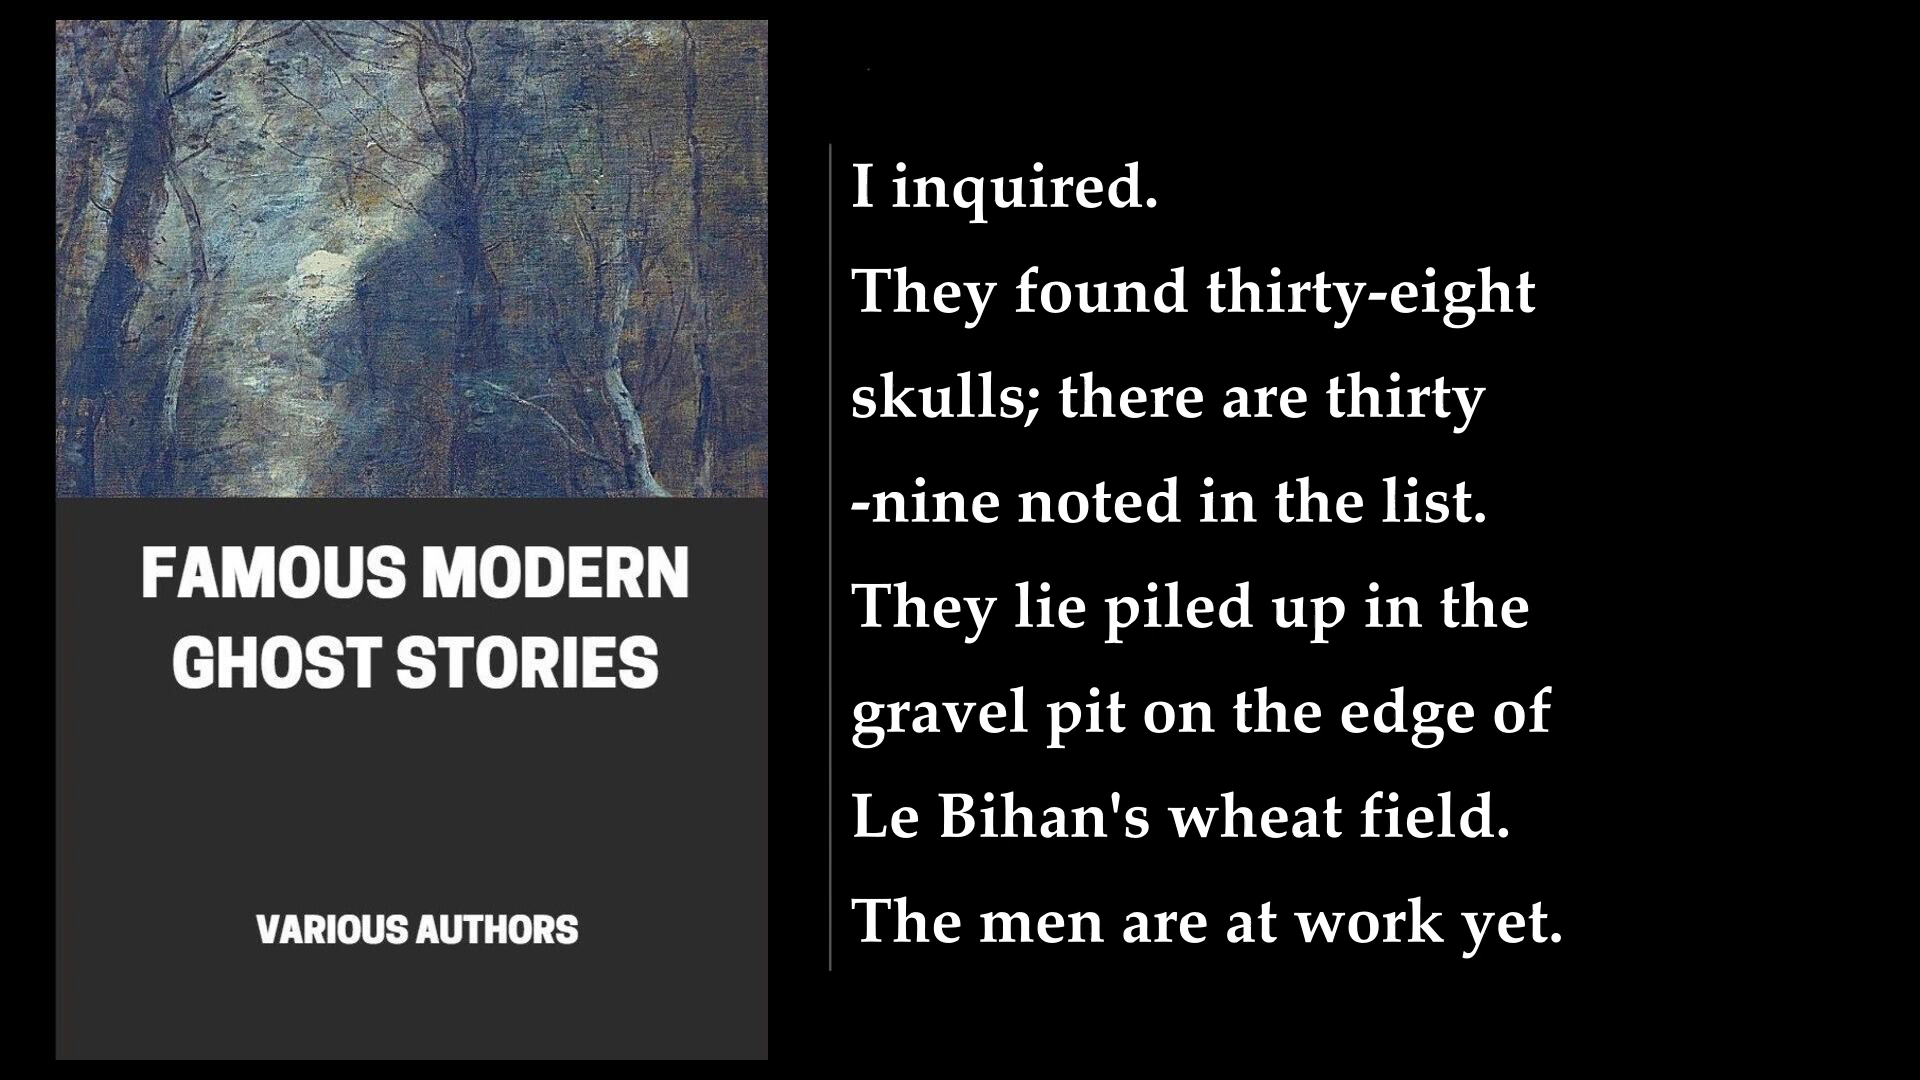 FAMOUS MODERN
GHOST STORIES
VARIOUS AUTHORS
I inquired.
They found thirty-eight
skulls; there are thirty
-nine noted in the list.
They lie piled up in the
gravel pit on the edge of
Le Bihan's wheat field.
The men are at work yet.